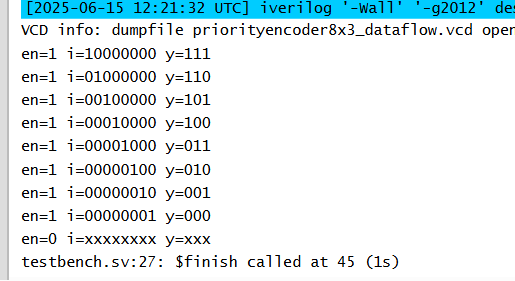 [2025-06-15 12:21:32 UTC] iverilog '-Wall' '-g2012'
VCD info: dumpfile priorityencoder8x3_dataflow.vcd
en=1 i=10000000 y=111
en=1 i=01000000 y=110
en=1 i=00100000 y=101
en=1 i=00010000 y=100
en=1 i=00001000 y=011
en=1 i=00000100 y=010
en=1 i=00000010 y=001
en=1 i=00000001 y=000
en=0 i=xxxxxxxx y=xxx
testbench.sv:27: $finish called at 45 (1s)